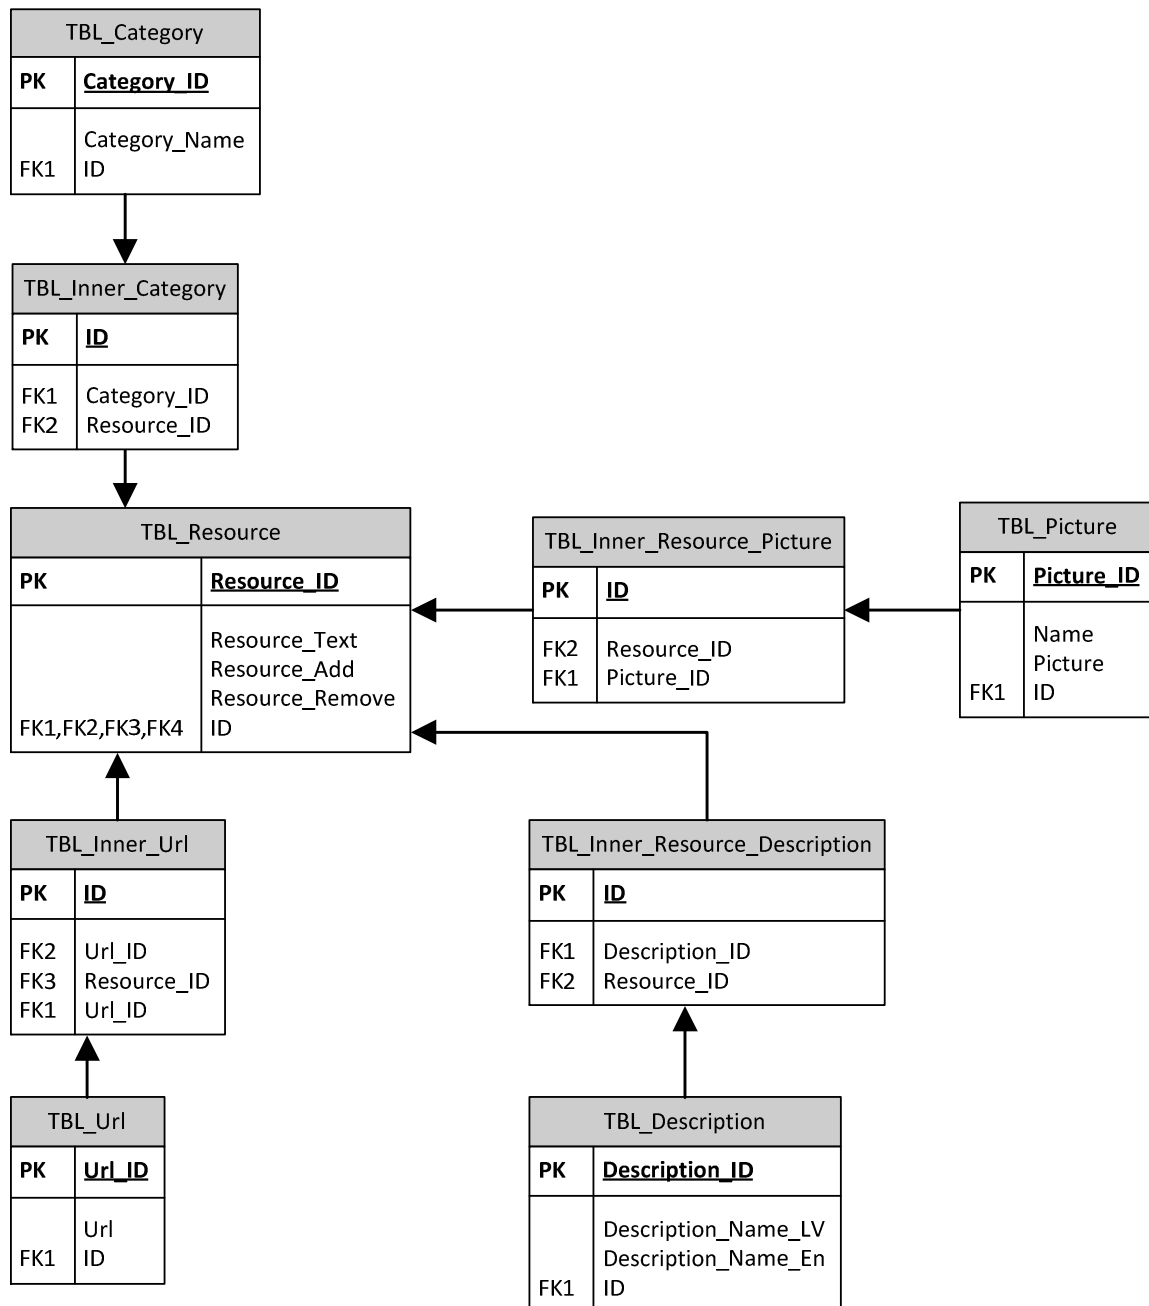 TBL_Category
PK Category_ID
Category_Name
FK1 ID
TBL_Inner_Category
PK ID
FK1 Category_ID
FK2 Resource_ID
TBL_Resource
PK Resource_ID
Resource_Text
Resource_Add
Resource_Remove
FK1,FK2,FK3,FK4 ID
TBL_Inner_Resource_Picture
PK ID
FK2 Resource_ID
FK1 Picture_ID
TBL_Picture
PK Picture_ID
Name
Picture
FK1 ID
TBL_Inner_Url
PK ID
FK2 Url_ID
FK3 Resource_ID
FK1 Url_ID
TBL_Inner_Resource_Description
PK ID
FK1 Description_ID
FK2 Resource_ID
TBL_Url
PK Url_ID
Url
FK1 ID
TBL_Description
PK Description_ID
Description_Name_LV
Description_Name_En
FK1 ID